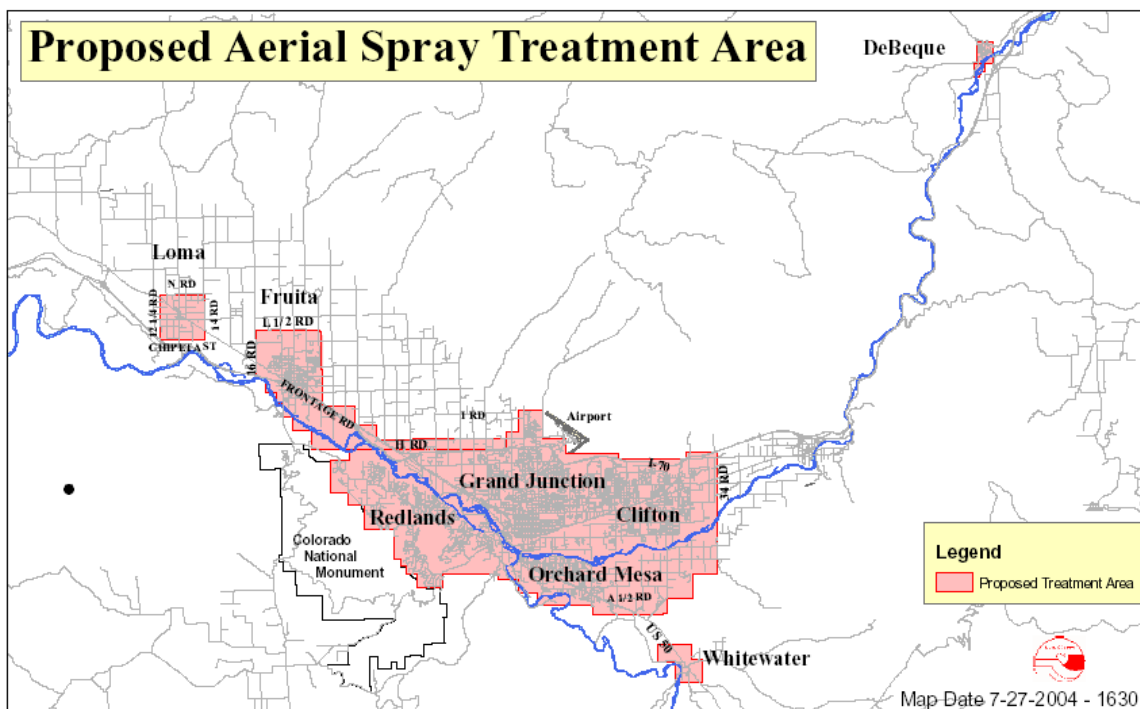 Proposed Aerial Spray Treatment Area
DeBeque
Loma
N RD
12 1/4 RD
14 RD
CHIPETA ST
Fruita
L 1/2 RD
16 RD
FRONTAGE RD
I RD
H RD
Airport
I-70
34 RD
Grand Junction
Clifton
Redlands
Colorado
National
Monument
Orchard Mesa
A 1/2 RD
US 50
Whitewater
Legend
Proposed Treatment Area
Map Date 7-27-2004 - 1630